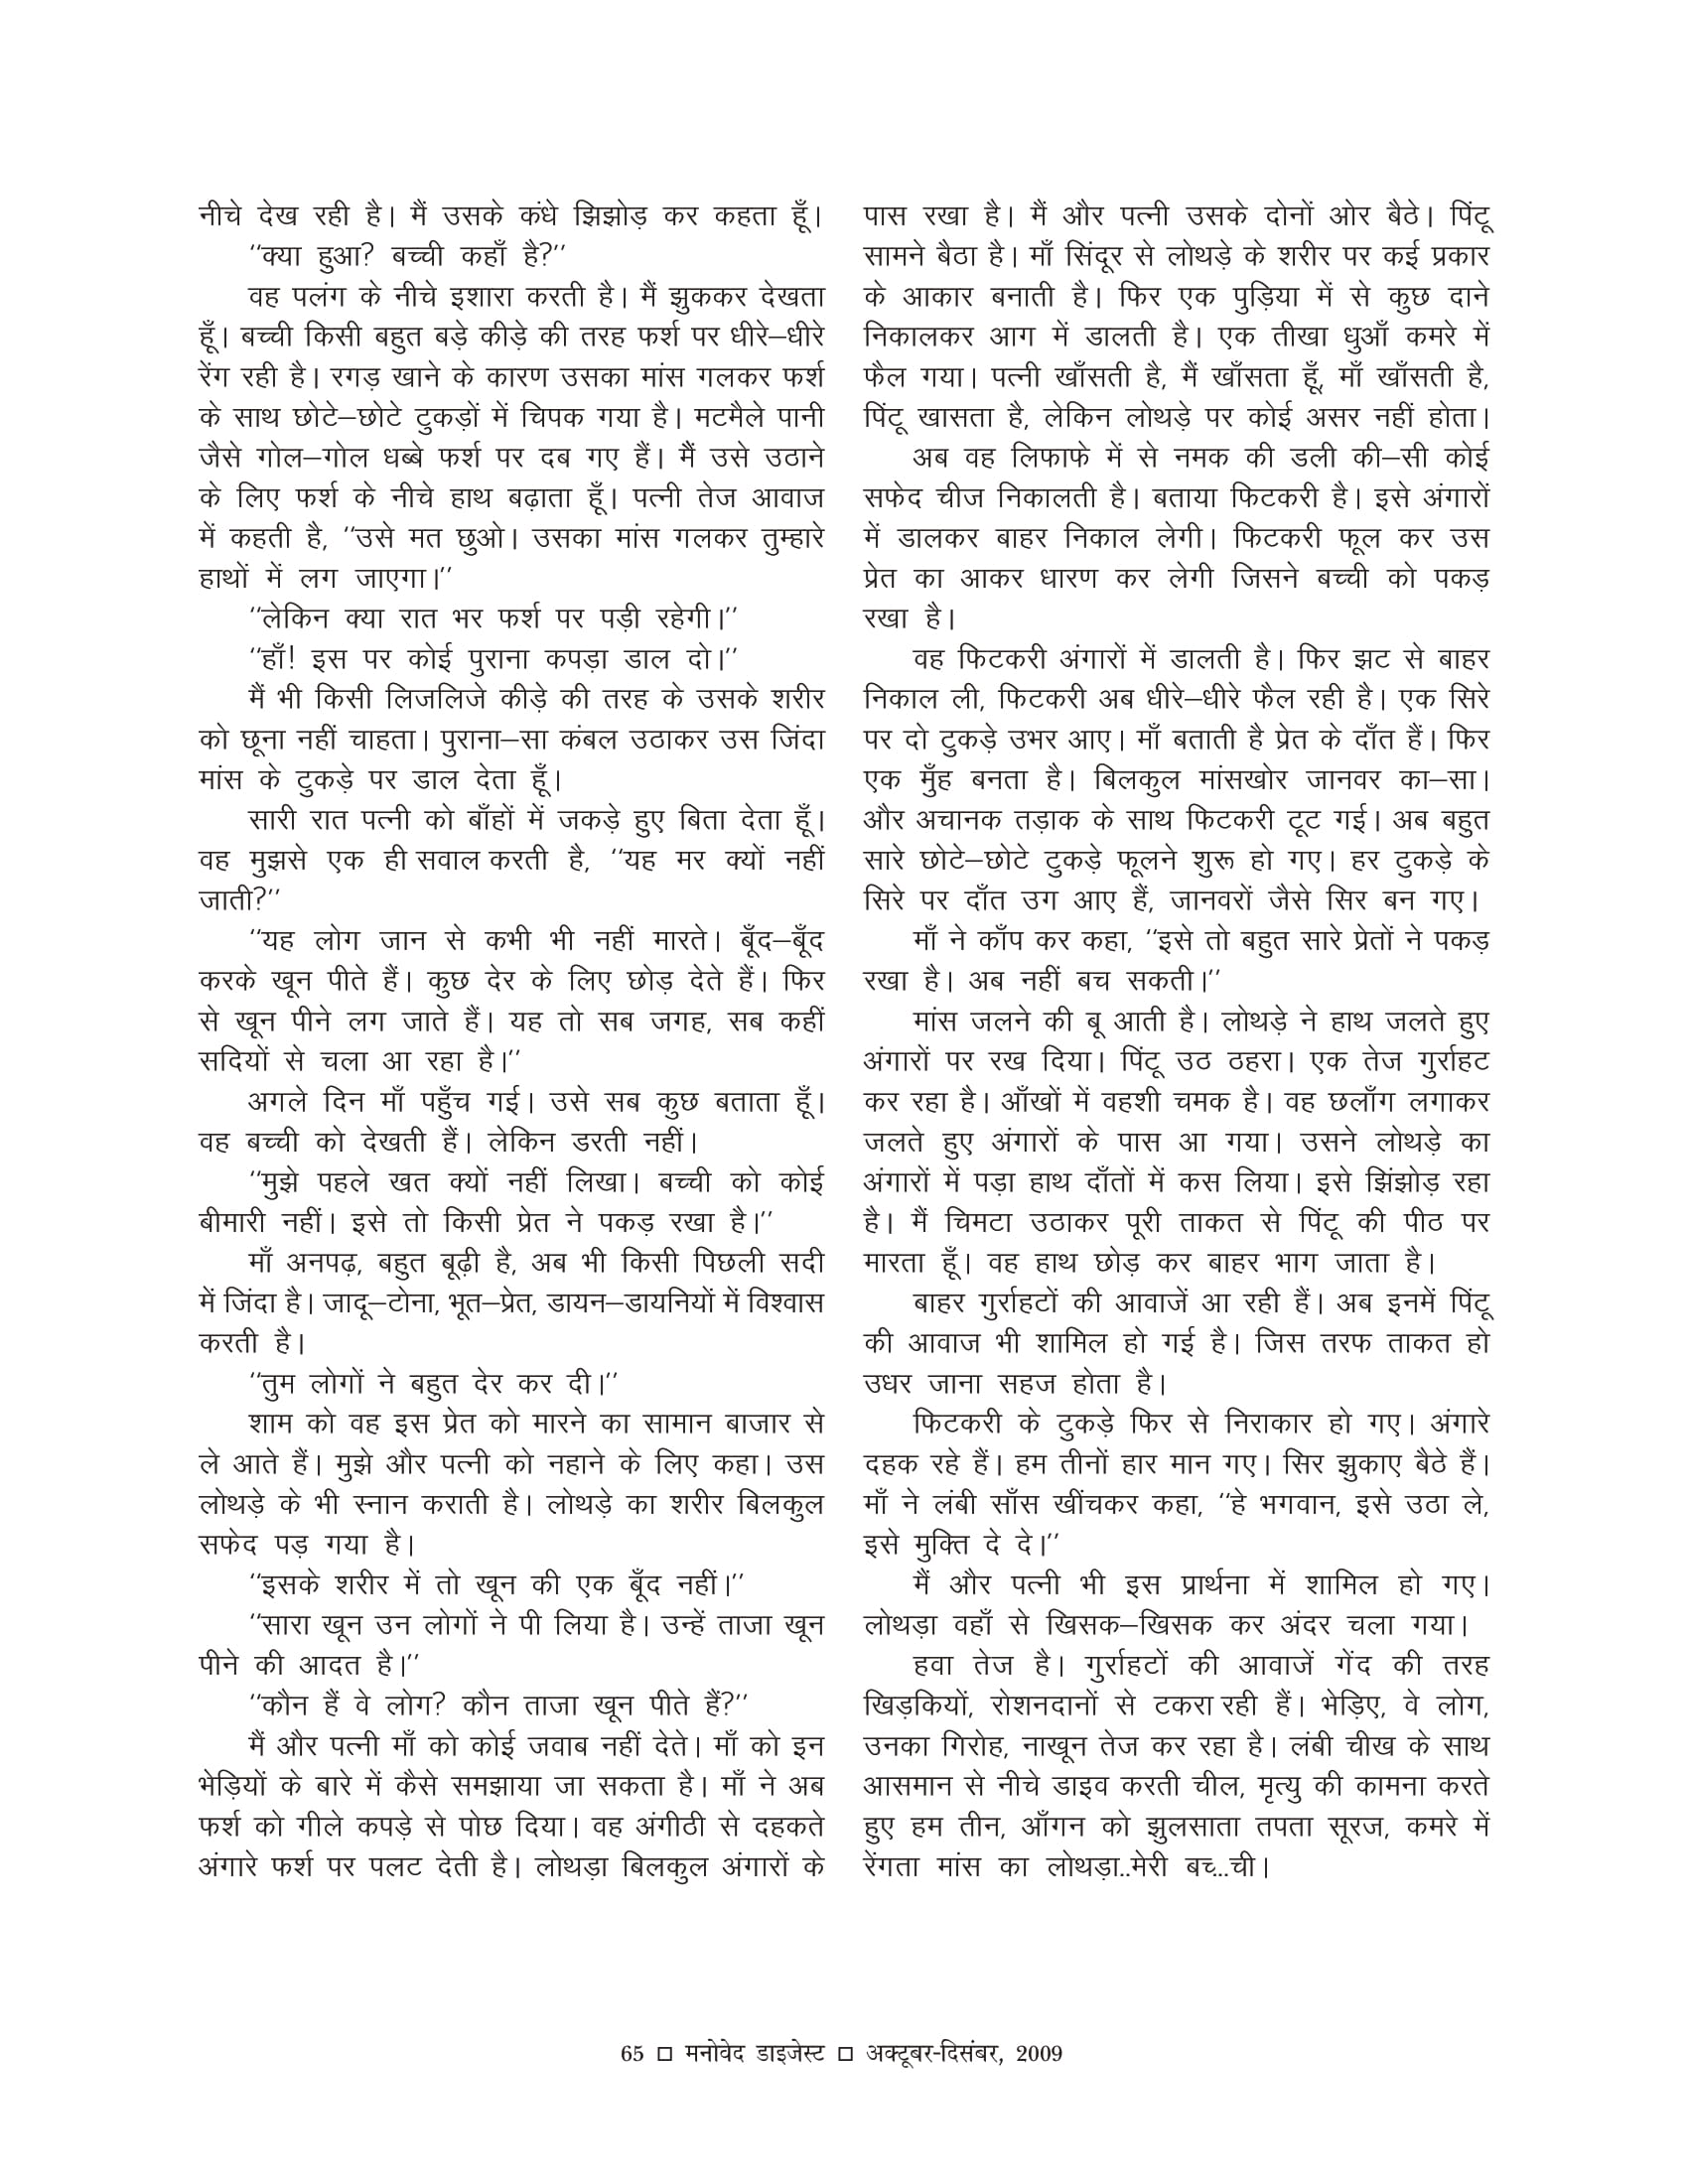 नीचे देख रही है। मैं उसके कंधे झिझोड़ कर कहता हूँ।
‘‘क्या हुआ? बच्ची कहाँ है?’’
वह पलंग के नीचे इशारा करती है। मैं झुककर देखता
हूँ। बच्ची किसी बहुत बड़े कीड़े की तरह फर्श पर धीरे–धीरे
रेंग रही है। रगड़ खाने के कारण उसका मांस गलकर फर्श
के साथ छोटे–छोटे टुकड़ों में चिपक गया है। मटमैले पानी
जैसे गोल–गोल धब्बे फर्श पर दब गए हैं। मैं उसे उठाने
के लिए फर्श के नीचे हाथ बढ़ाता हूँ। पत्नी तेज आवाज
में कहती है, ‘‘उसे मत छुओ। उसका मांस गलकर तुम्हारे
हाथों में लग जाएगा।’’
‘‘लेकिन क्या रात भर फर्श पर पड़ी रहेगी।’’
‘‘हाँ! इस पर कोई पुराना कपड़ा डाल दो।’’
मैं भी किसी लिजलिजे कीड़े की तरह के उसके शरीर
को छूना नहीं चाहता। पुराना–सा कंबल उठाकर उस जिंदा
मांस के टुकड़े पर डाल देता हूँ।
सारी रात पत्नी को बाँहों में जकड़े हुए बिता देता हूँ।
वह मुझसे एक ही सवाल करती है, ‘‘यह मर क्यों नहीं
जाती?’’
‘‘यह लोग जान से कभी भी नहीं मारते। बूँद–बूँद
करके खून पीते हैं। कुछ देर के लिए छोड़ देते हैं। फिर
से खून पीने लग जाते हैं। यह तो सब जगह, सब कहीं
सदियों से चला आ रहा है।’’
अगले दिन माँ पहुँच गई। उसे सब कुछ बताता हूँ।
वह बच्ची को देखती हैं। लेकिन डरती नहीं।
‘‘मुझे पहले खत क्यों नहीं लिखा। बच्ची को कोई
बीमारी नहीं। इसे तो किसी प्रेत ने पकड़ रखा है।’’
माँ अनपढ़, बहुत बूढ़ी है, अब भी किसी पिछली सदी
में जिंदा है। जादू–टोना, भूत–प्रेत, डायन–डायनियों में विश्वास
करती है।
‘‘तुम लोगों ने बहुत देर कर दी।’’
शाम को वह इस प्रेत को मारने का सामान बाजार से
ले आते हैं। मुझे और पत्नी को नहाने के लिए कहा। उस
लोथड़े के भी स्नान कराती है। लोथड़े का शरीर बिलकुल
सफेद पड़ गया है।
‘‘इसके शरीर में तो खून की एक बूँद नहीं।’’
‘‘सारा खून उन लोगों ने पी लिया है। उन्हें ताजा खून
पीने की आदत है।’’
‘‘कौन हैं वे लोग? कौन ताजा खून पीते हैं?’’
मैं और पत्नी माँ को कोई जवाब नहीं देते। माँ को इन
भेड़ियों के बारे में कैसे समझाया जा सकता है। माँ ने अब
फर्श को गीले कपड़े से पोछ दिया। वह अंगीठी से दहकते
अंगारे फर्श पर पलट देती है। लोथड़ा बिलकुल अंगारों के
पास रखा है। मैं और पत्नी उसके दोनों ओर बैठे। पिंटू
सामने बैठा है। माँ सिंदूर से लोथड़े के शरीर पर कई प्रकार
के आकार बनाती है। फिर एक पुड़िया में से कुछ दाने
निकालकर आग में डालती है। एक तीखा धुआँ कमरे में
फैल गया। पत्नी खाँसती है, मैं खाँसता हूँ, माँ खाँसती है,
पिंटू खासता है, लेकिन लोथड़े पर कोई असर नहीं होता।
अब वह लिफाफे में से नमक की डली की–सी कोई
सफेद चीज निकालती है। बताया फिटकरी है। इसे अंगारों
में डालकर बाहर निकाल लेगी। फिटकरी फूल कर उस
प्रेत का आकर धारण कर लेगी जिसने बच्ची को पकड़
रखा है।
वह फिटकरी अंगारों में डालती है। फिर झट से बाहर
निकाल ली, फिटकरी अब धीरे–धीरे फैल रही है। एक सिरे
पर दो टुकड़े उभर आए। माँ बताती है प्रेत के दाँत हैं। फिर
एक मुँह बनता है। बिलकुल मांसखोर जानवर का–सा।
और अचानक तड़ाक के साथ फिटकरी टूट गई। अब बहुत
सारे छोटे–छोटे टुकड़े फूलने शुरू हो गए। हर टुकड़े के
सिरे पर दाँत उग आए हैं, जानवरों जैसे सिर बन गए।
माँ ने काँप कर कहा, ‘‘इसे तो बहुत सारे प्रेतों ने पकड़
रखा है। अब नहीं बच सकती।’’
मांस जलने की बू आती है। लोथड़े ने हाथ जलते हुए
अंगारों पर रख दिया। पिंटू उठ ठहरा। एक तेज गुर्राहट
कर रहा है। आँखों में वहशी चमक है। वह छलाँग लगाकर
जलते हुए अंगारों के पास आ गया। उसने लोथड़े का
अंगारों में पड़ा हाथ दाँतों में कस लिया। इसे झिंझोड़ रहा
है। मैं चिमटा उठाकर पूरी ताकत से पिंटू की पीठ पर
मारता हूँ। वह हाथ छोड़ कर बाहर भाग जाता है।
बाहर गुर्राहटों की आवाजें आ रही हैं। अब इनमें पिंटू
की आवाज भी शामिल हो गई है। जिस तरफ ताकत हो
उधर जाना सहज होता है।
फिटकरी के टुकड़े फिर से निराकार हो गए। अंगारे
दहक रहे हैं। हम तीनों हार मान गए। सिर झुकाए बैठे हैं।
माँ ने लंबी साँस खींचकर कहा, ‘‘हे भगवान, इसे उठा ले,
इसे मुक्ति दे दे।’’
मैं और पत्नी भी इस प्रार्थना में शामिल हो गए।
लोथड़ा वहाँ से खिसक–खिसक कर अंदर चला गया।
हवा तेज है। गुर्राहटों की आवाजें गेंद की तरह
खिड़कियों, रोशनदानों से टकरा रही हैं। भेड़िए, वे लोग,
उनका गिरोह, नाखून तेज कर रहा है। लंबी चीख के साथ
आसमान से नीचे डाइव करती चील, मृत्यु की कामना करते
हुए हम तीन, आँगन को झुलसाता तपता सूरज, कमरे में
रेंगता मांस का लोथड़ा..मेरी बच्...ची।
65 □ मनोवेद डाइजेस्ट □ अक्टूबर-दिसंबर, 2009